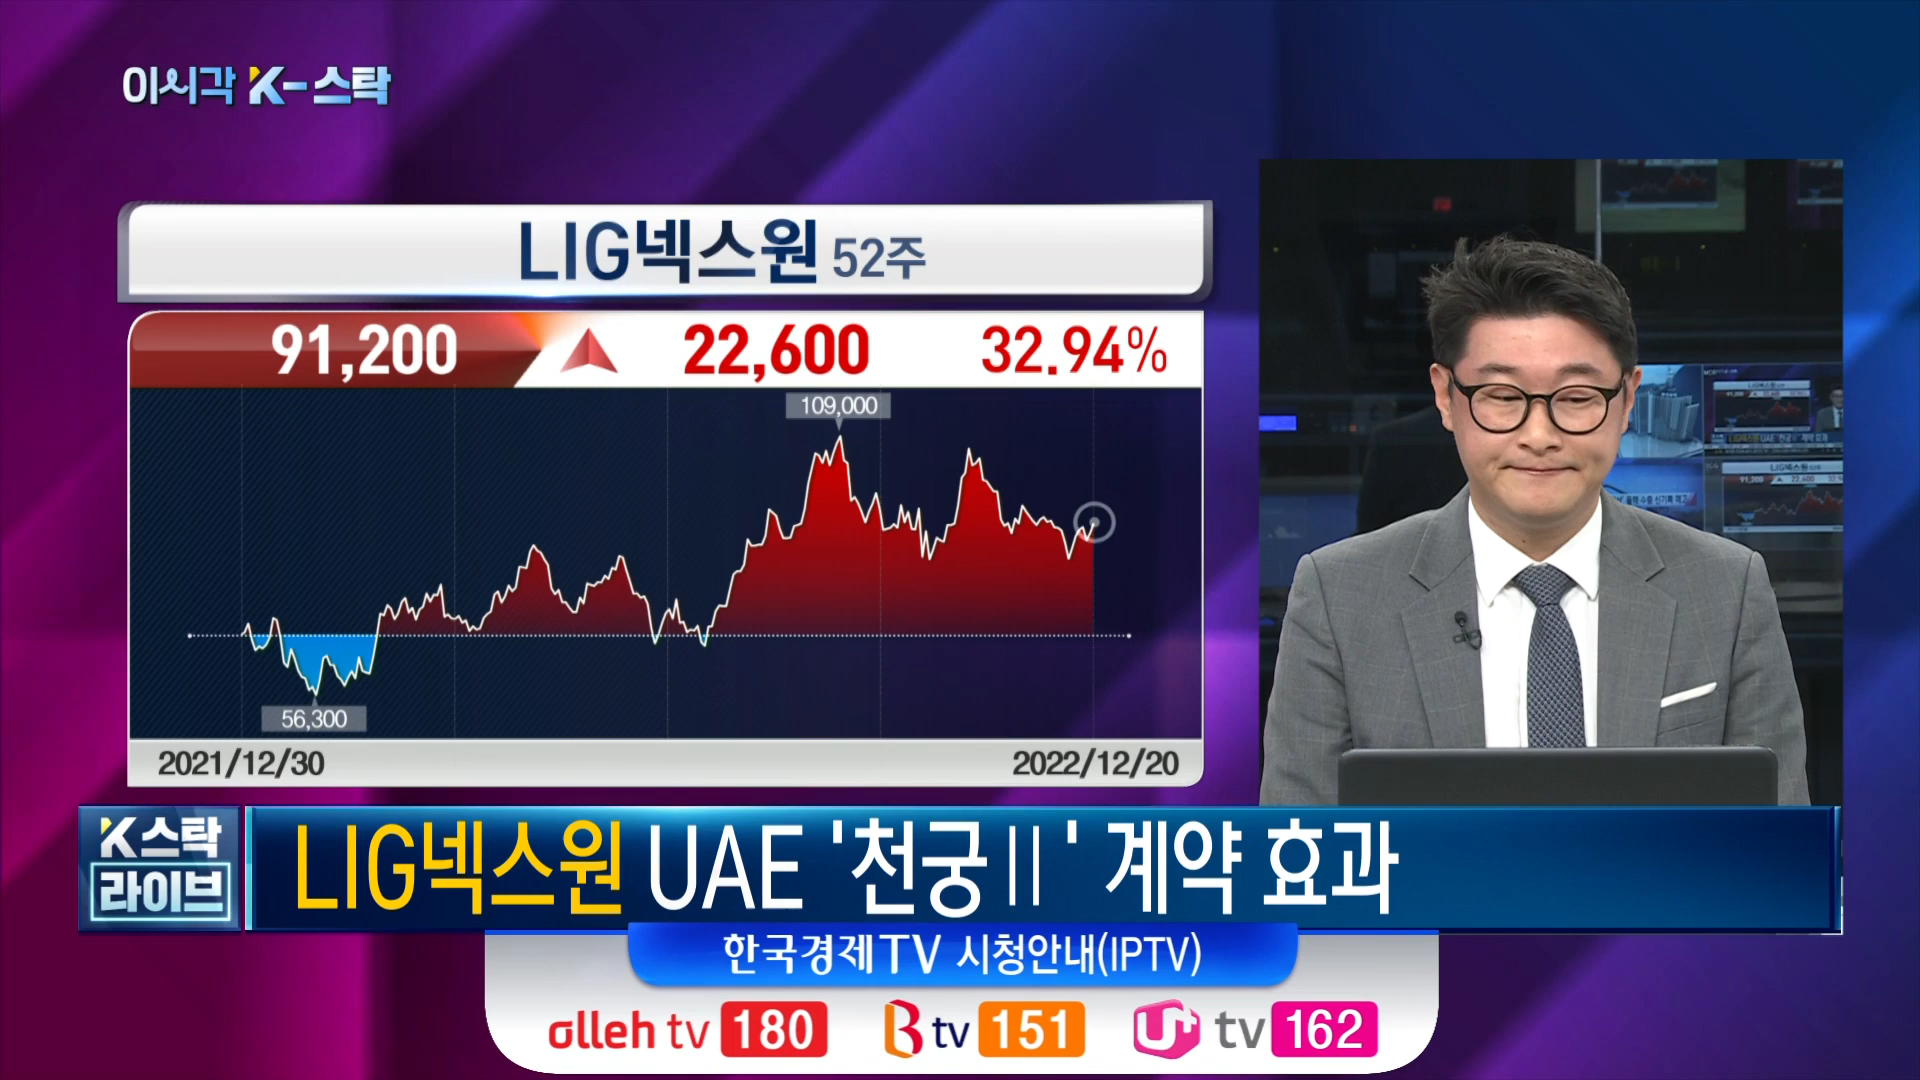 이시각 K-스탁
LIG넥스원 52주
91,200 ▲ 22,600 32.94%
109,000
56,300
2021/12/30 2022/12/20
K스탁
라이브
LIG넥스원 UAE '천궁Ⅱ' 계약 효과
한국경제TV 시청안내(IPTV)
olleh tv 180 B tv 151 U+ tv 162